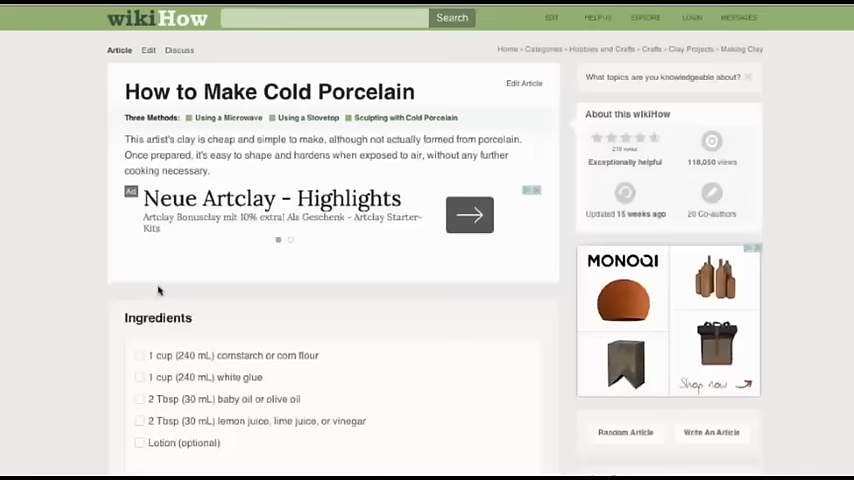 wikiHow
Search
EDIT
HELP US
EXPLORE
LOGIN
MESSAGES
Article
Edit
Discuss
Home » Categories » Hobbies and Crafts » Crafts » Clay Projects » Making Clay
How to Make Cold Porcelain
Edit Article
Three Methods: Using a Microwave Using a Stovetop Sculpting with Cold Porcelain
This artist's clay is cheap and simple to make, although not actually formed from porcelain.
Once prepared, it's easy to shape and hardens when exposed to air, without any further
cooking necessary.
Ad
Neue Artclay - Highlights
Artclay Bonusclay mit 10% extra! Als Geschenk - Artclay Starter-
Kits
Ingredients
1 cup (240 mL) cornstarch or corn flour
1 cup (240 mL) white glue
2 Tbsp (30 mL) baby oil or olive oil
2 Tbsp (30 mL) lemon juice, lime juice, or vinegar
Lotion (optional)
What topics are you knowledgeable about?
About this wikiHow
votes
Exceptionally helpful
118,050 views
Updated 15 weeks ago
20 Co-authors
MONOQI
Shop now
Random Article
Write An Article